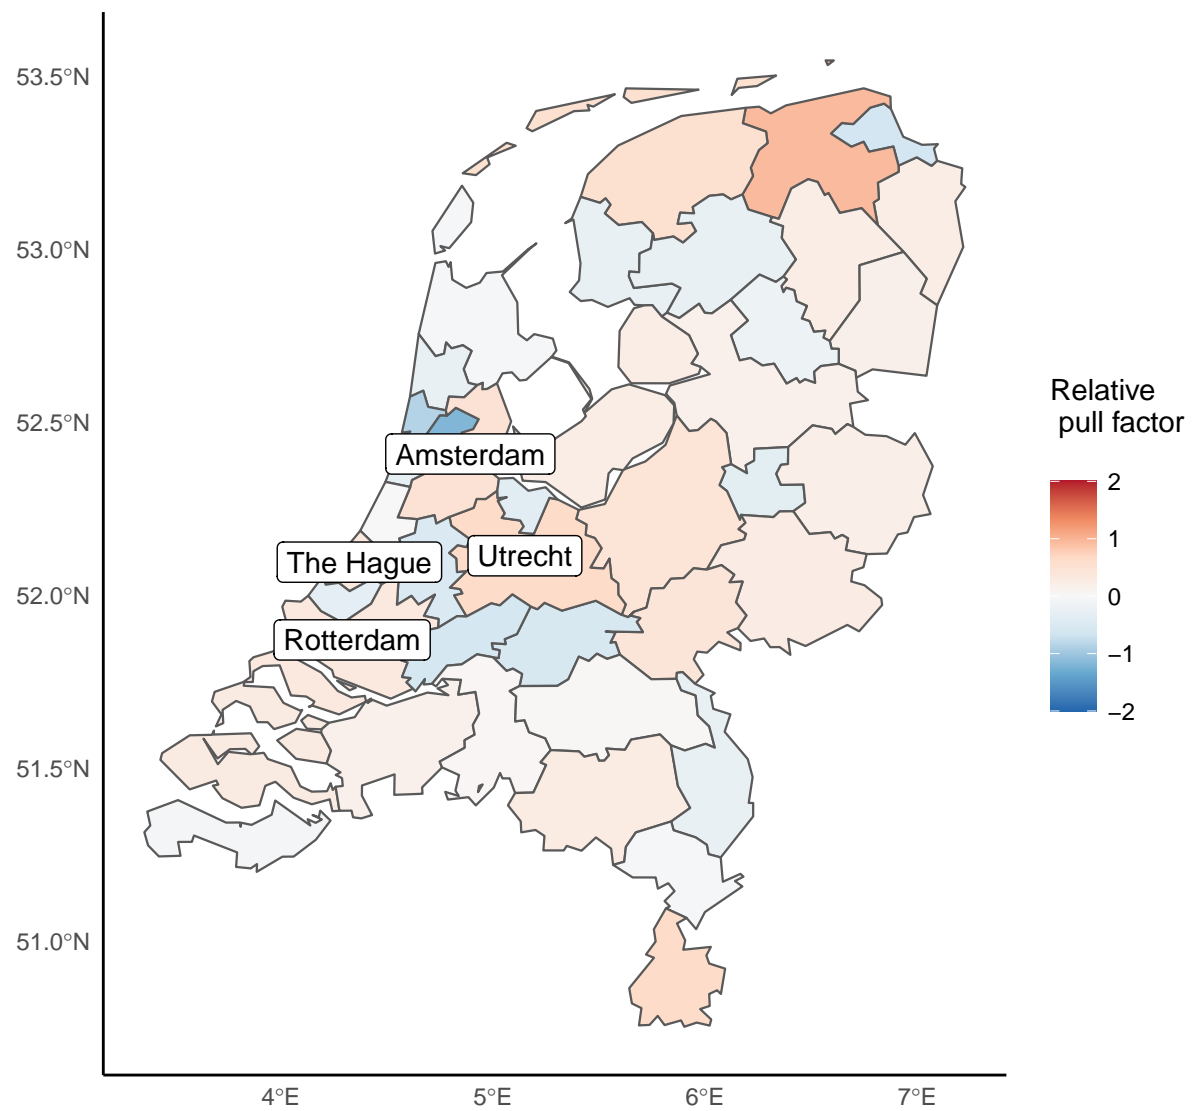 53.5°N
53.0°N
52.5°N
52.0°N
51.5°N
51.0°N
4°E
5°E
6°E
7°E
Amsterdam
The Hague
Utrecht
Rotterdam
Relative
pull factor
2
1
0
−1
−2